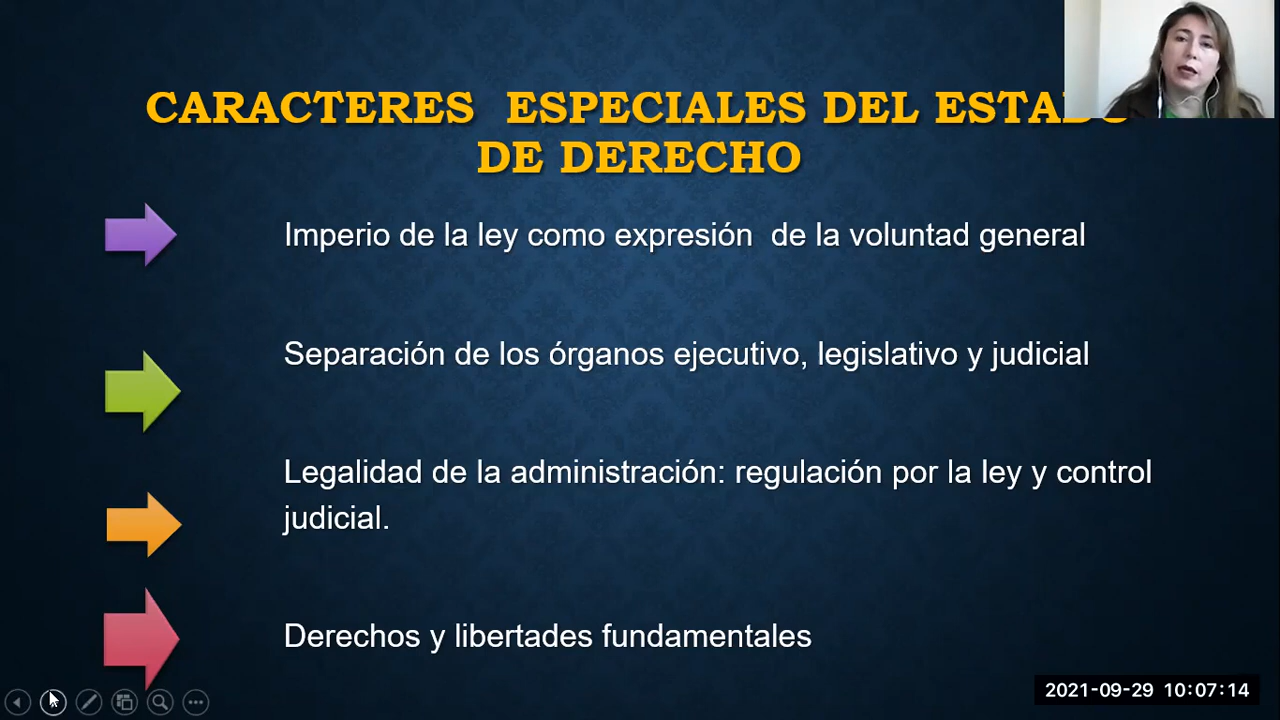 CARACTERES ESPECIALES DEL ESTADO
DE DERECHO
Imperio de la ley como expresión de la voluntad general
Separación de los órganos ejecutivo, legislativo y judicial
Legalidad de la administración: regulación por la ley y control
judicial.
Derechos y libertades fundamentales
2021-09-29 10:07:14